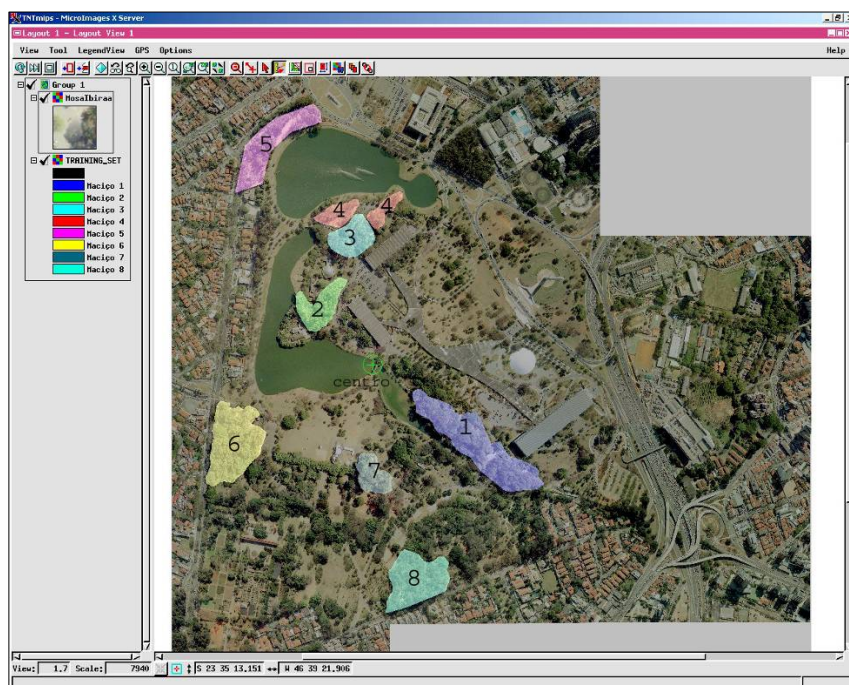 TNTmips - MicroImages X Server
Layout 1 - Layout View 1
View Tool LegendView GPS Options Help
Group 1
MosaIbiraa
TRAINING_SET
Maciço 1
Maciço 2
Maciço 3
Maciço 4
Maciço 5
Maciço 6
Maciço 7
Maciço 8
5
4 4
3
2
centro
1
6
7
8
View: 1.7 Scale: 7940 S 23 35 13.151 W 46 39 21.906